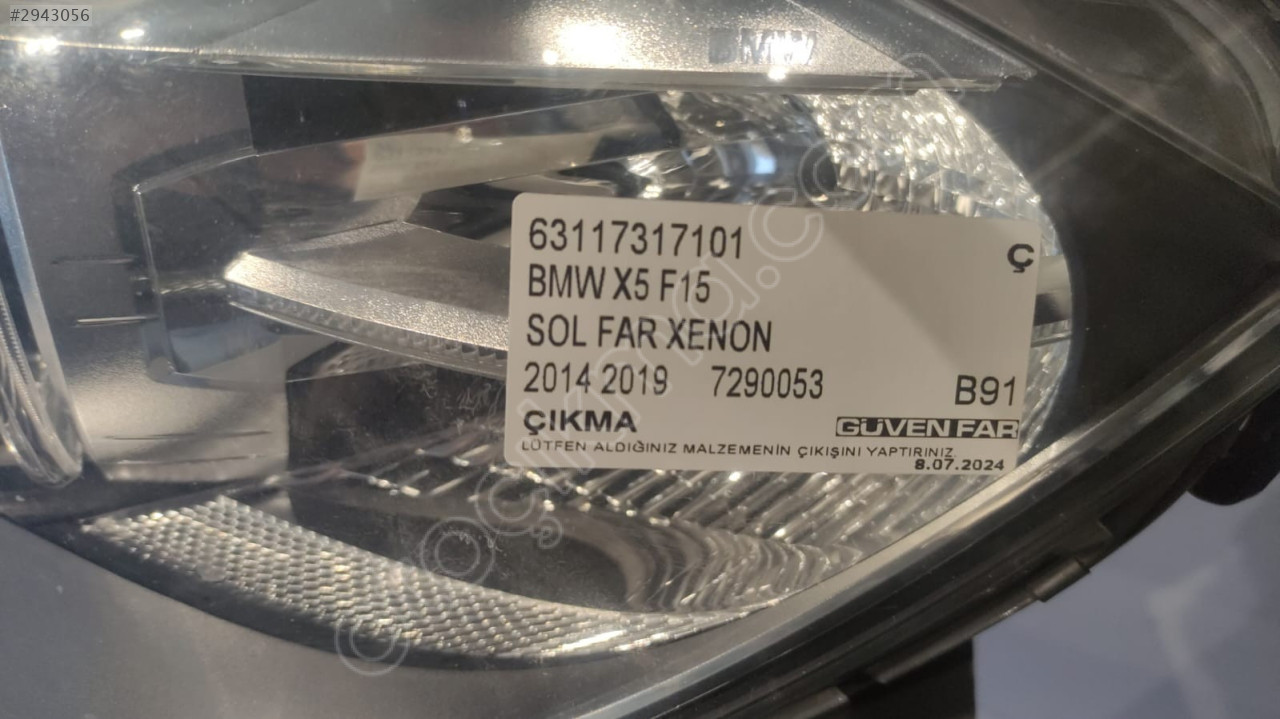 #2943056
BMW
63117317101
Ç
BMW X5 F15
SOL FAR XENON
2014 2019 7290053 B91
ÇIKMA GÜVEN FAR
LÜTFEN ALDIĞINIZ MALZEMENİN ÇIKIŞINI YAPTIRINIZ.
8.07.2024